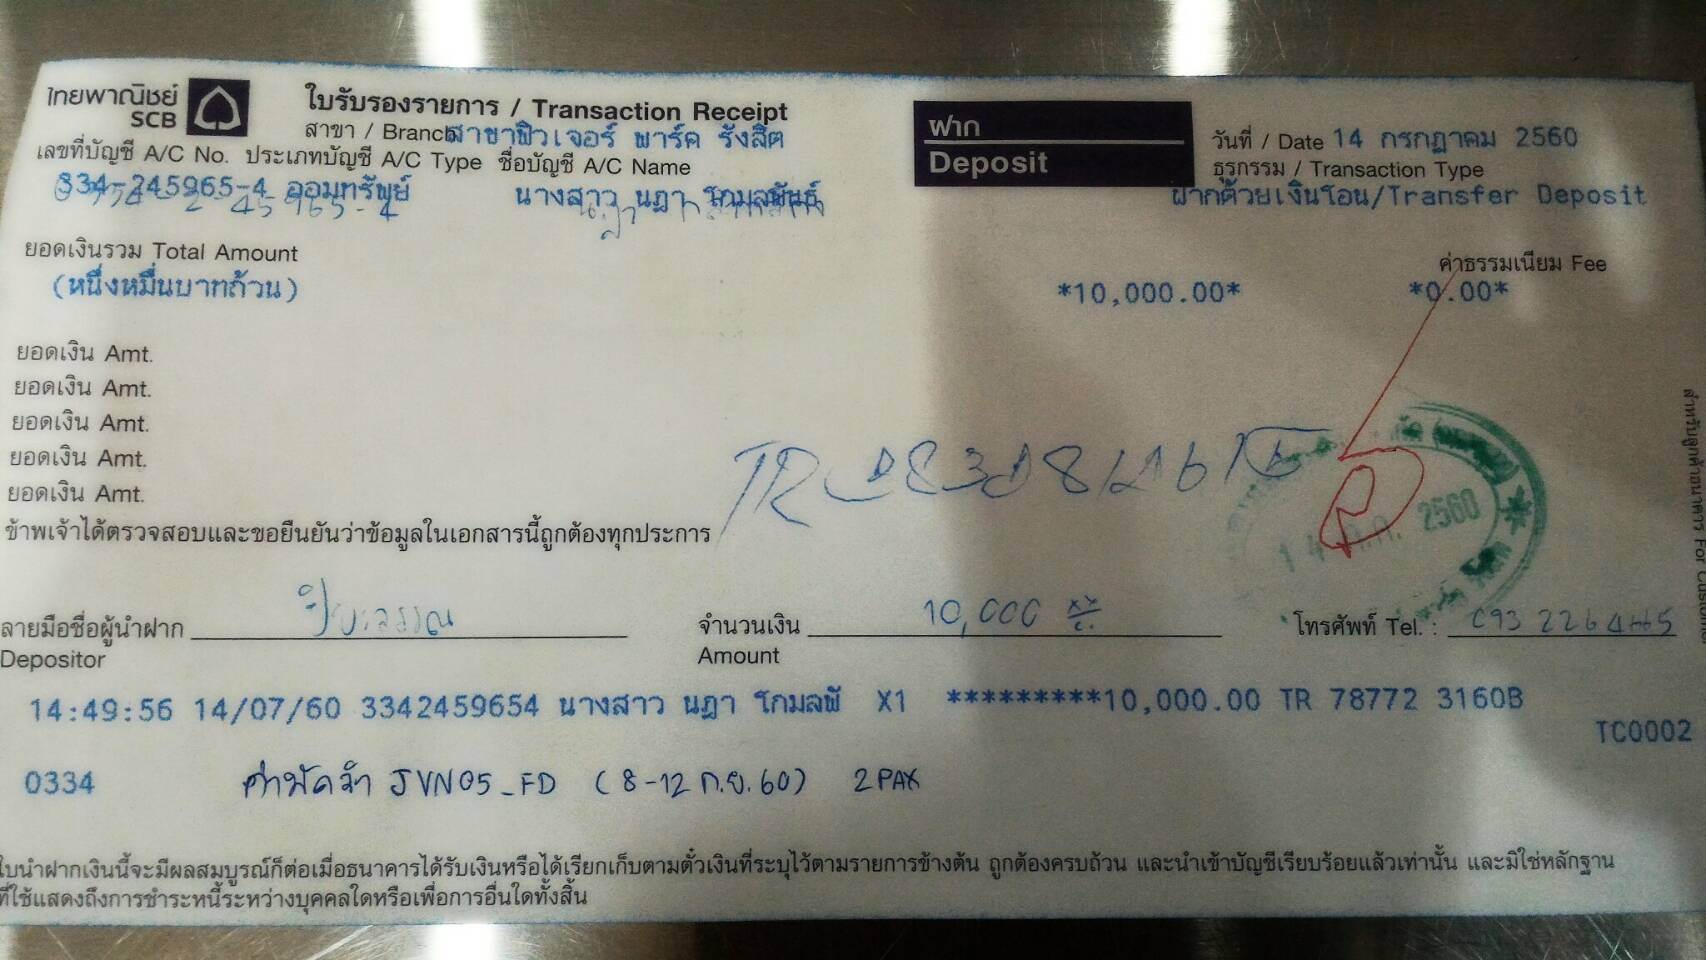 ไทยพาณิชย์
SCB
ใบรับรองรายการ / Transaction Receipt
สาขา / Branch สาขาฟิวเจอร์ พาร์ค รังสิต
ฝาก
Deposit
วันที่ / Date 14 กรกฎาคม 2560
เลขที่บัญชี A/C No. ประเภทบัญชี A/C Type ชื่อบัญชี A/C Name
ธุรกรรม / Transaction Type
334-245965-4 ออมทรัพย์ นางสาว นฎา โกมลพันธ์
ฝากด้วยเงินโอน/Transfer Deposit
ยอดเงินรวม Total Amount
ค่าธรรมเนียม Fee
(หนึ่งหมื่นบาทถ้วน) *10,000.00* *0.00*
ยอดเงิน Amt.
ยอดเงิน Amt.
ยอดเงิน Amt.
ยอดเงิน Amt.
ยอดเงิน Amt.
ข้าพเจ้าได้ตรวจสอบและขอยืนยันว่าข้อมูลในเอกสารนี้ถูกต้องทุกประการ
2560
ลายมือชื่อผู้นำฝาก จำนวนเงิน 10,000 โทรศัพท์ Tel. :
Depositor Amount
14:49:56 14/07/60 3342459654 นางสาว นฎา โกมลพั X1 *********10,000.00 TR 78772 3160B
TC0002
0334 ค่ามัดจำ JVN05_FD (8-12 ก.ย. 60) 2 PAX
ใบนำฝากเงินนี้จะมีผลสมบูรณ์ก็ต่อเมื่อธนาคารได้รับเงินหรือได้เรียกเก็บตามตั๋วเงินที่ระบุไว้ตามรายการข้างต้น ถูกต้องครบถ้วน และนำเข้าบัญชีเรียบร้อยแล้วเท่านั้น และมิใช่หลักฐาน
ที่ใช้แสดงถึงการชำระหนี้ระหว่างบุคคลใดหรือเพื่อการอื่นใดทั้งสิ้น